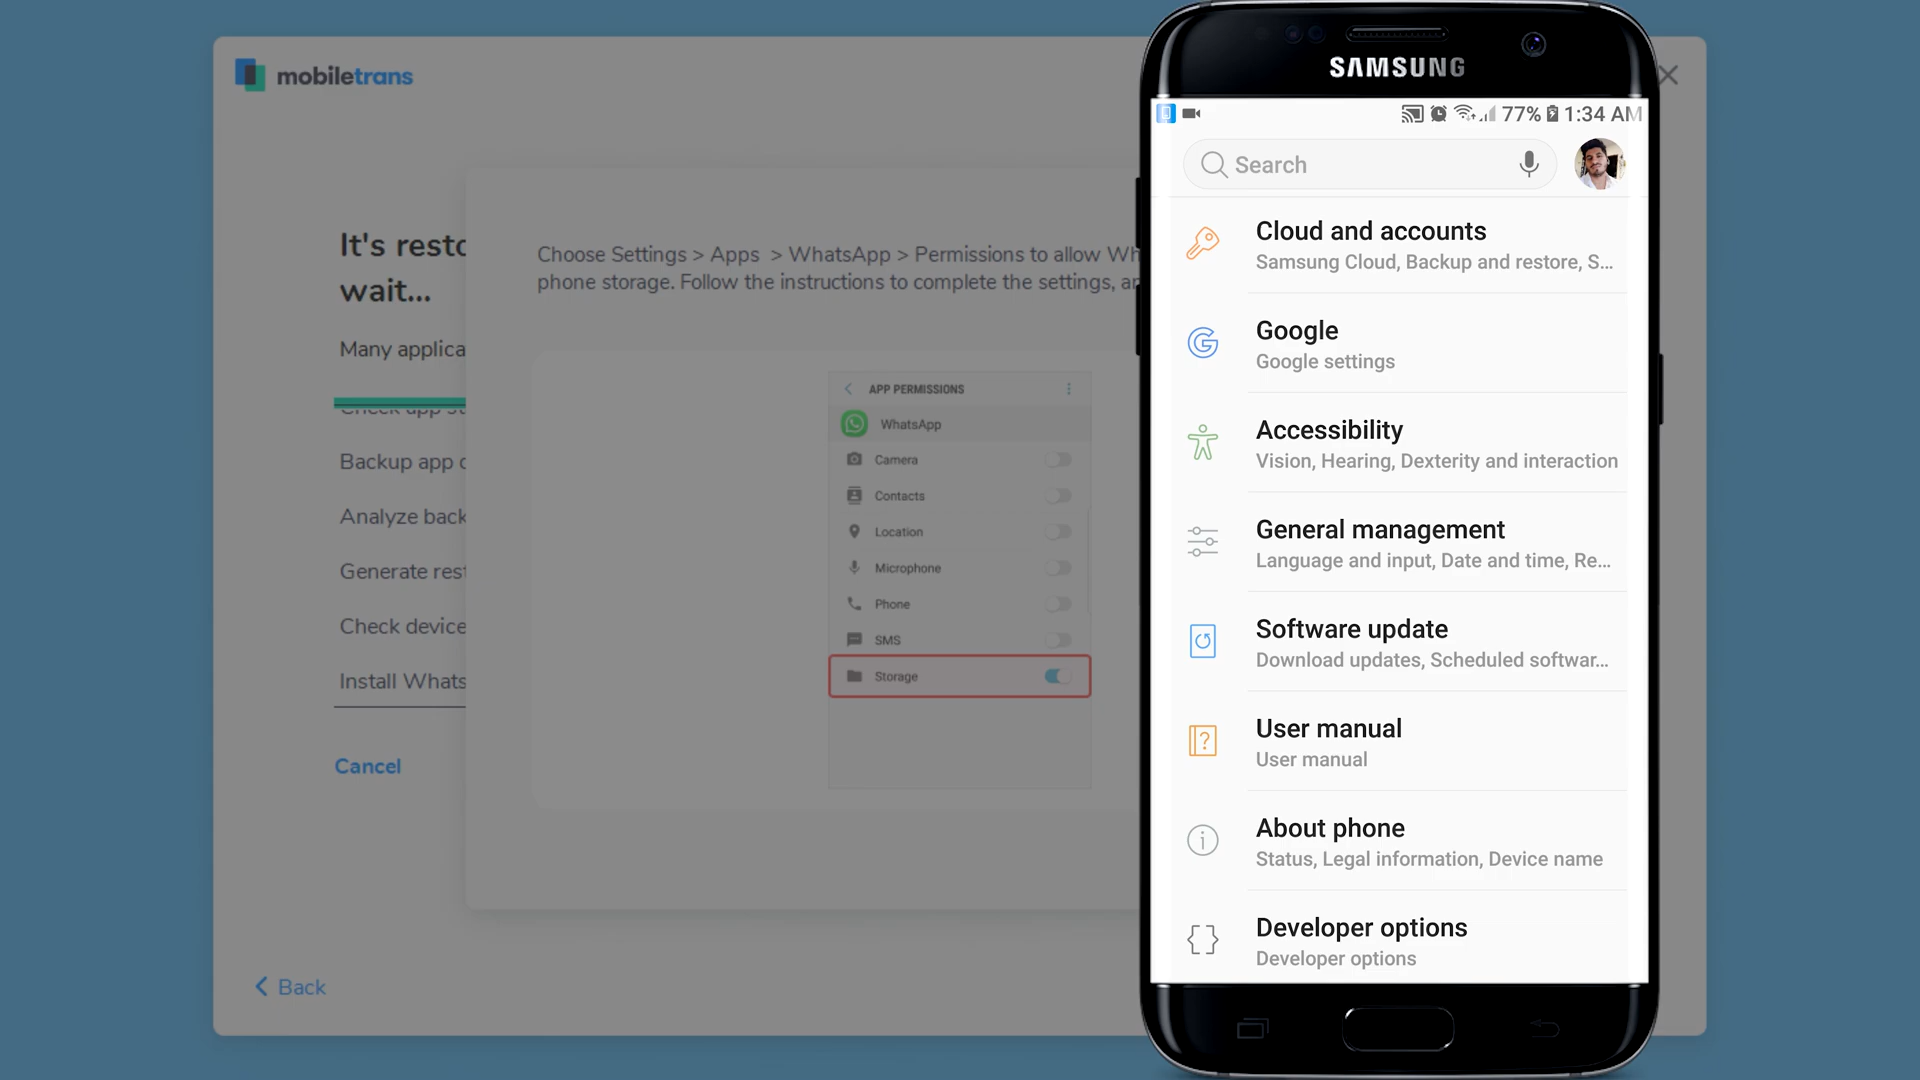 mobiletrans
It's resto
wait...
Many applica
Backup app
Analyze back
Generate rest
Check device
Install Whats
Cancel
Back
Choose Settings > Apps > WhatsApp > Permissions to allow Wh
phone storage. Follow the instructions to complete the settings, an
APP PERMISSIONS
WhatsApp
Camera
Contacts
Location
Microphone
Phone
SMS
Storage
SAMSUNG
77% 1:34 AM
Search
Cloud and accounts
Samsung Cloud, Backup and restore, S...
Google
Google settings
Accessibility
Vision, Hearing, Dexterity and interaction
General management
Language and input, Date and time, Re...
Software update
Download updates, Scheduled softwar...
User manual
User manual
About phone
Status, Legal information, Device name
Developer options
Developer options